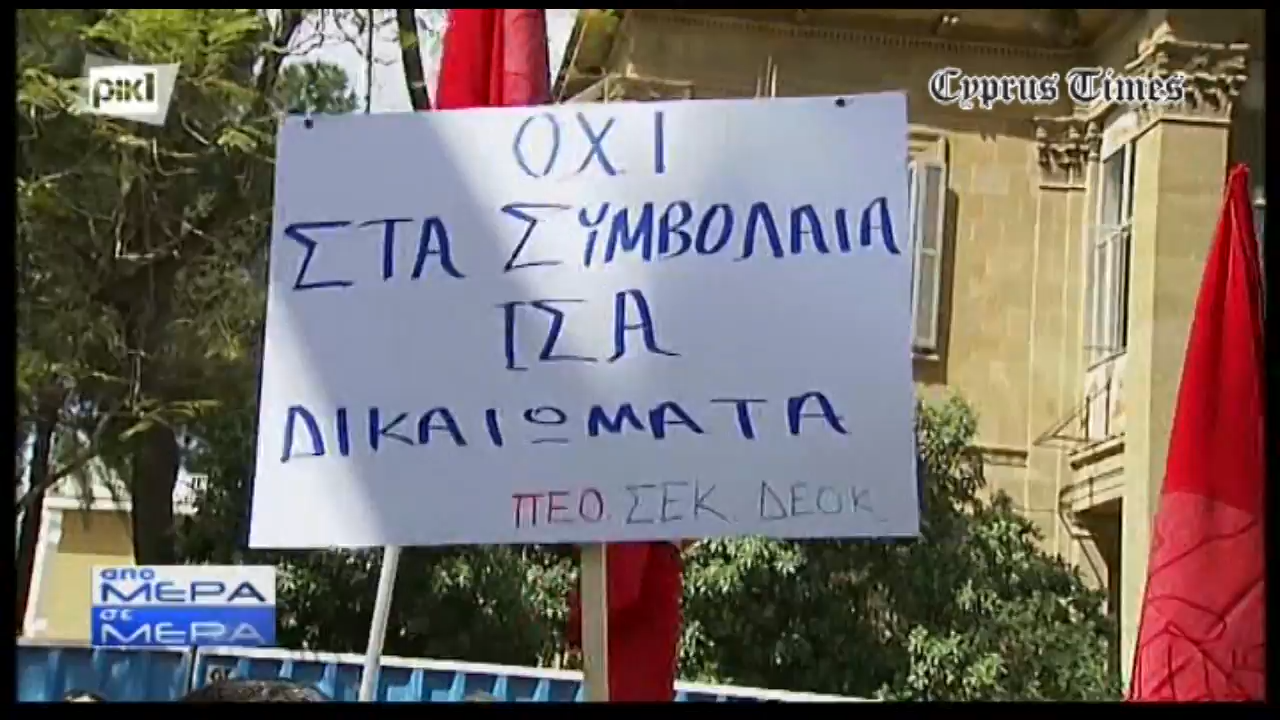 ρικ1
Cyprus Times
ΟΧΙ
ΣΤΑ ΣΥΜΒΟΛΑΙΑ
ΙΣΑ
ΔΙΚΑΙΩΜΑΤΑ
ΠΕΟ. ΣΕΚ. ΔΕΟΚ
από
ΜΕΡΑ
σε
ΜΕΡΑ